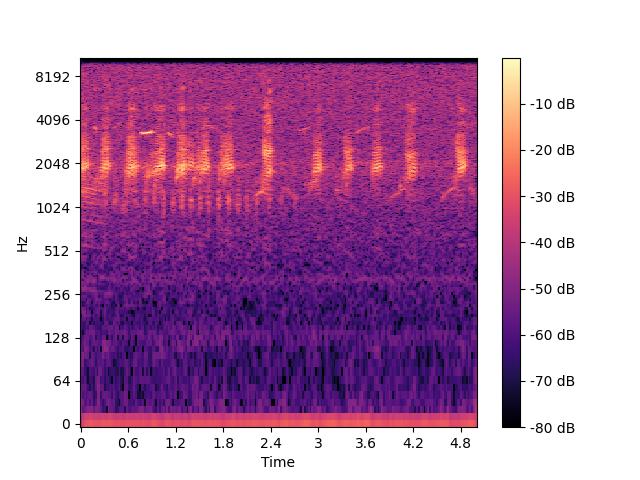 8192
4096
2048
1024
512
256
128
64
0
Hz
0 0.6 1.2 1.8 2.4 3 3.6 4.2 4.8
Time
-10 dB
-20 dB
-30 dB
-40 dB
-50 dB
-60 dB
-70 dB
-80 dB